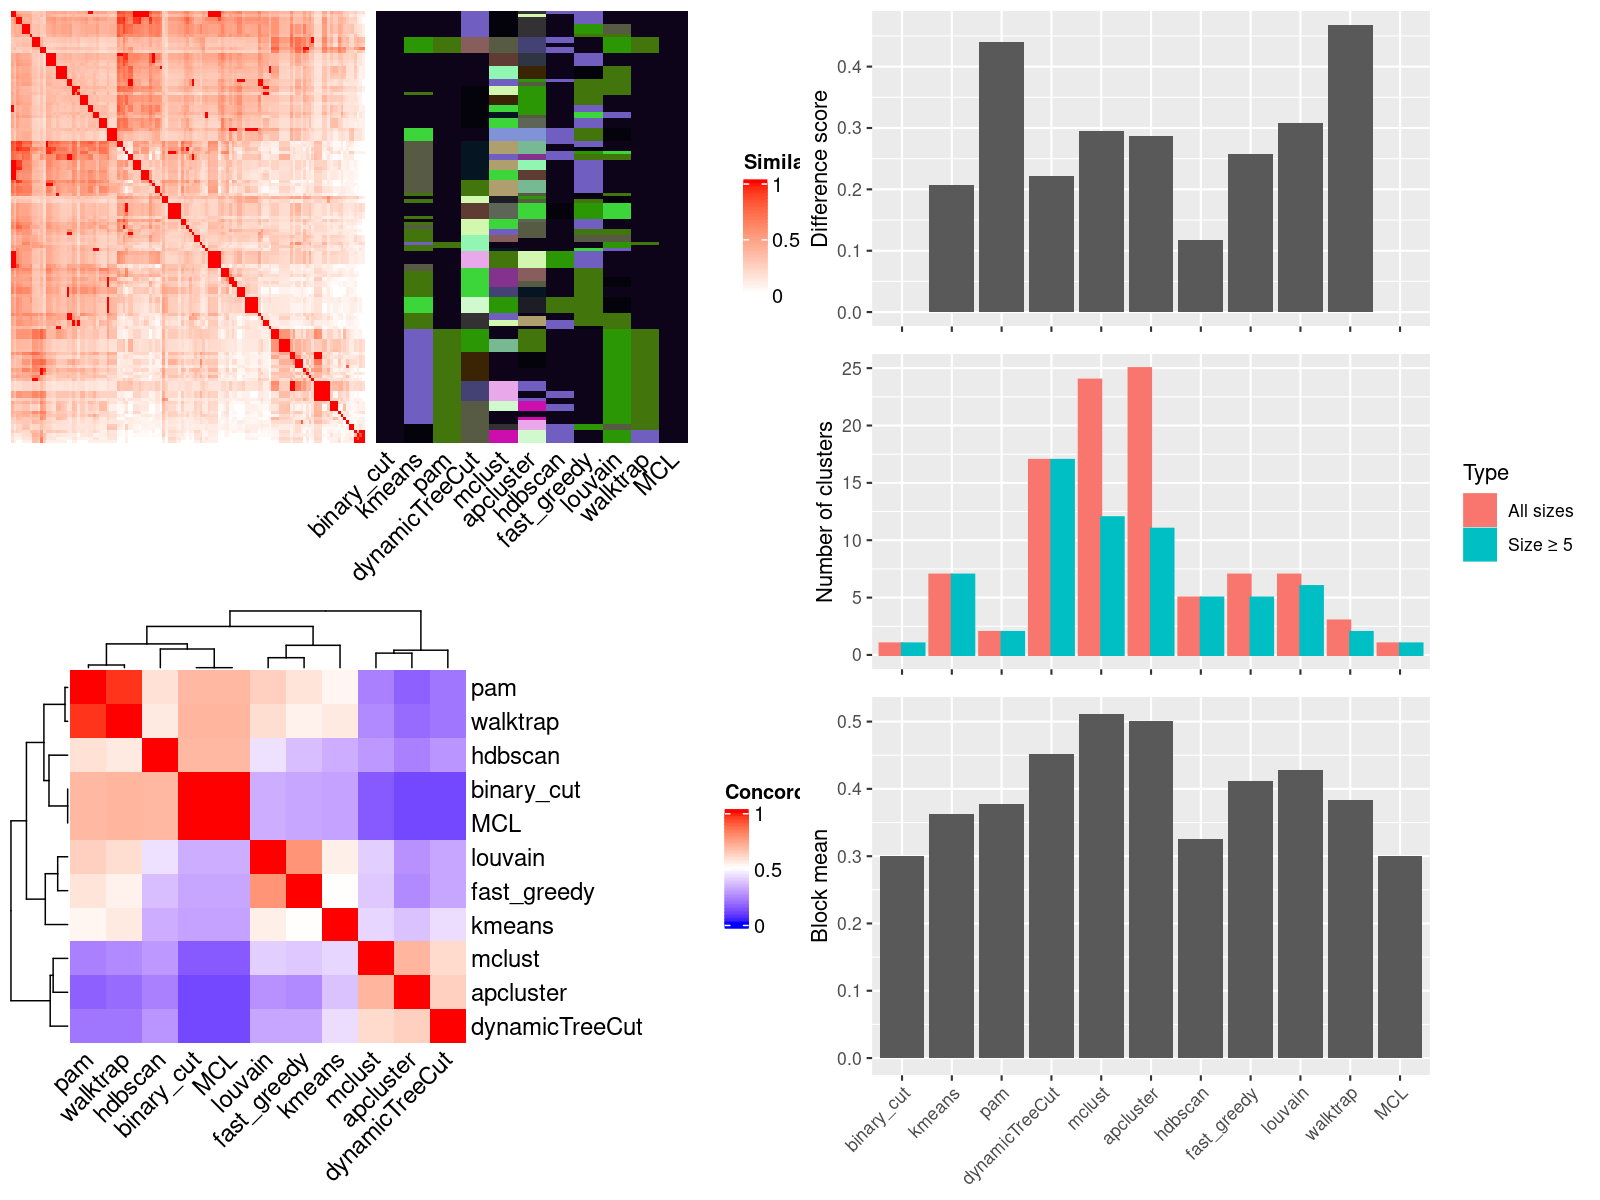 Simila
1
0.5
0
binary_cut
kmeans
pam
dynamicTreeCut
mclust
apcluster
hdbscan
fast_greedy
louvain
walktrap
MCL
Difference score
0.4
0.3
0.2
0.1
0.0
Number of clusters
25
20
15
10
5
0
Type
All sizes
Size ≥ 5
pam
walktrap
hdbscan
binary_cut
MCL
louvain
fast_greedy
kmeans
mclust
apcluster
dynamicTreeCut
pam
walktrap
hdbscan
binary_cut
MCL
louvain
fast_greedy
kmeans
mclust
apcluster
dynamicTreeCut
Concord
1
0.5
0
Block mean
0.5
0.4
0.3
0.2
0.1
0.0
binary_cut
kmeans
pam
dynamicTreeCut
mclust
apcluster
hdbscan
fast_greedy
louvain
walktrap
MCL